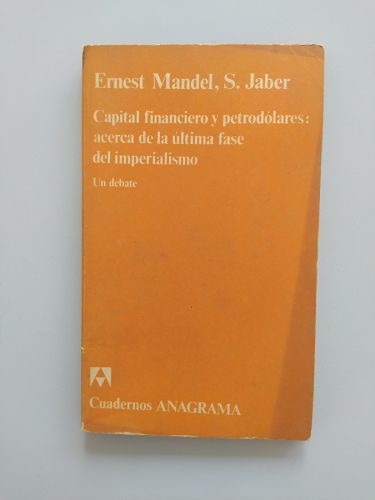 Ernest Mandel, S. Jaber
Capital financiero y petrodólares:
acerca de la última fase
del imperialismo
Un debate
Cuadernos ANAGRAMA